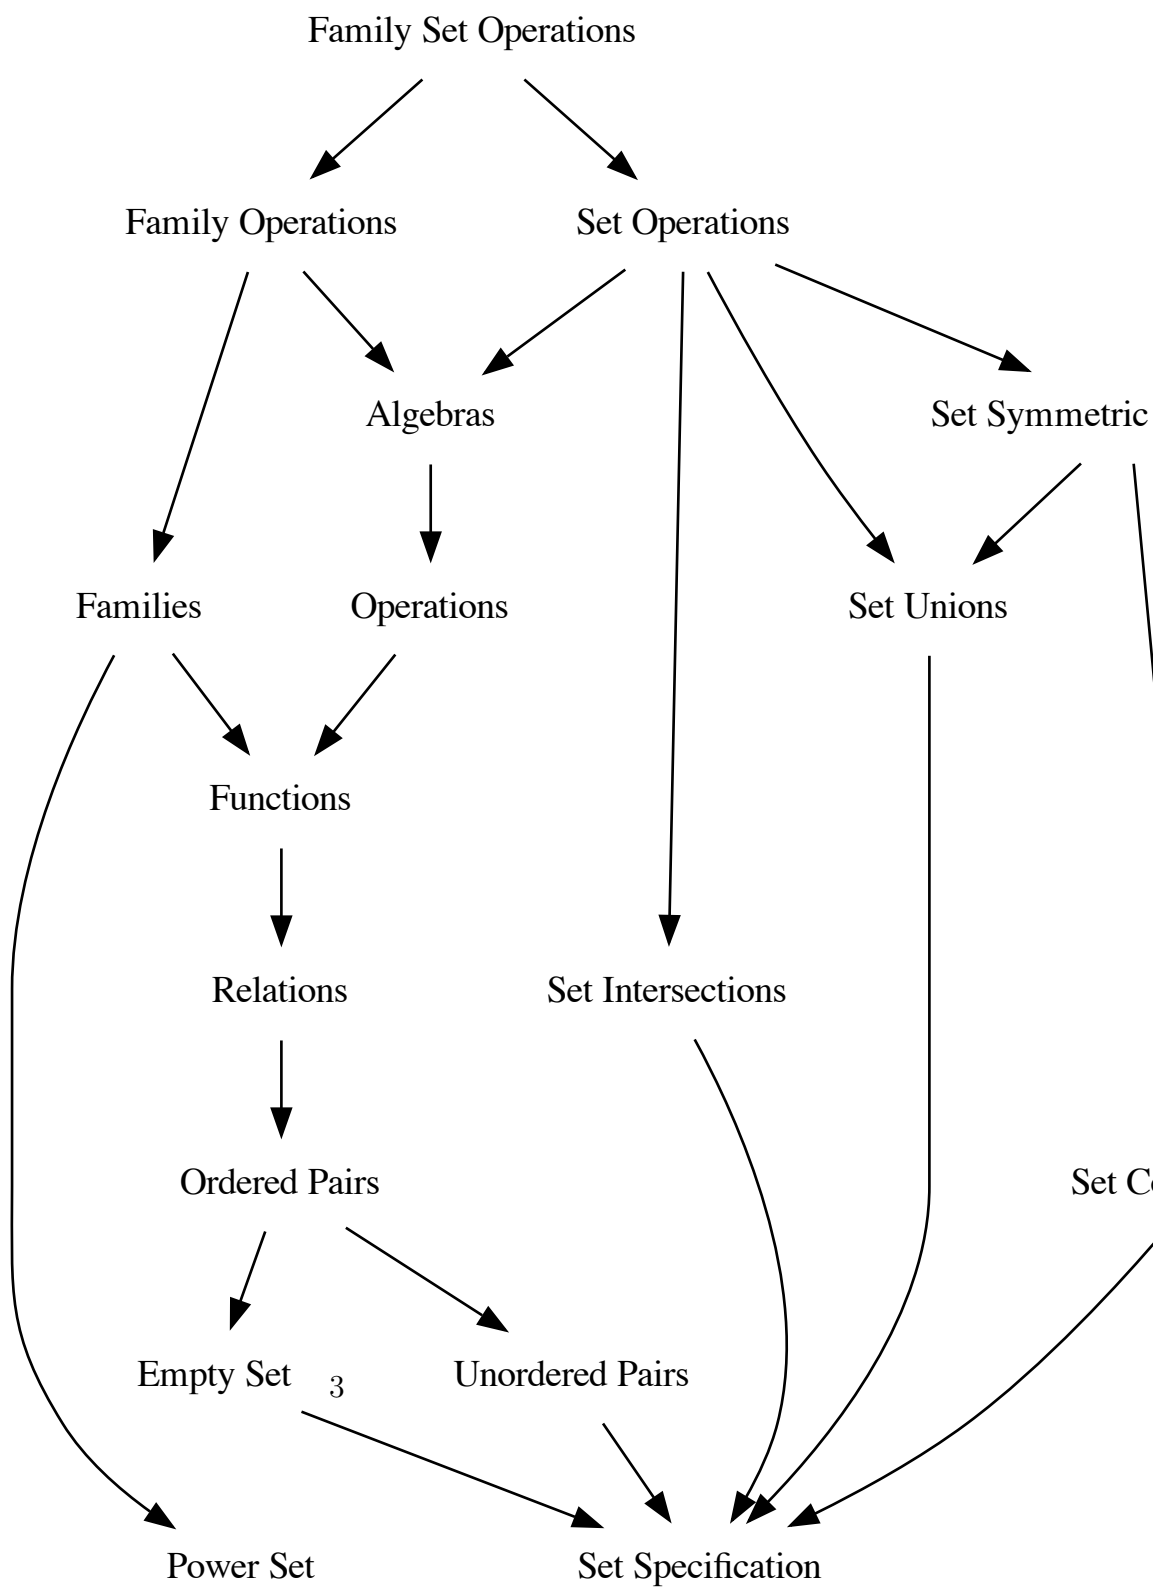 Family Set Operations
Family Operations
Set Operations
Algebras
Set Symmetric
Families
Operations
Set Unions
Functions
Relations
Set Intersections
Ordered Pairs
Set
Empty Set
3
Unordered Pairs
Power Set
Set Specification